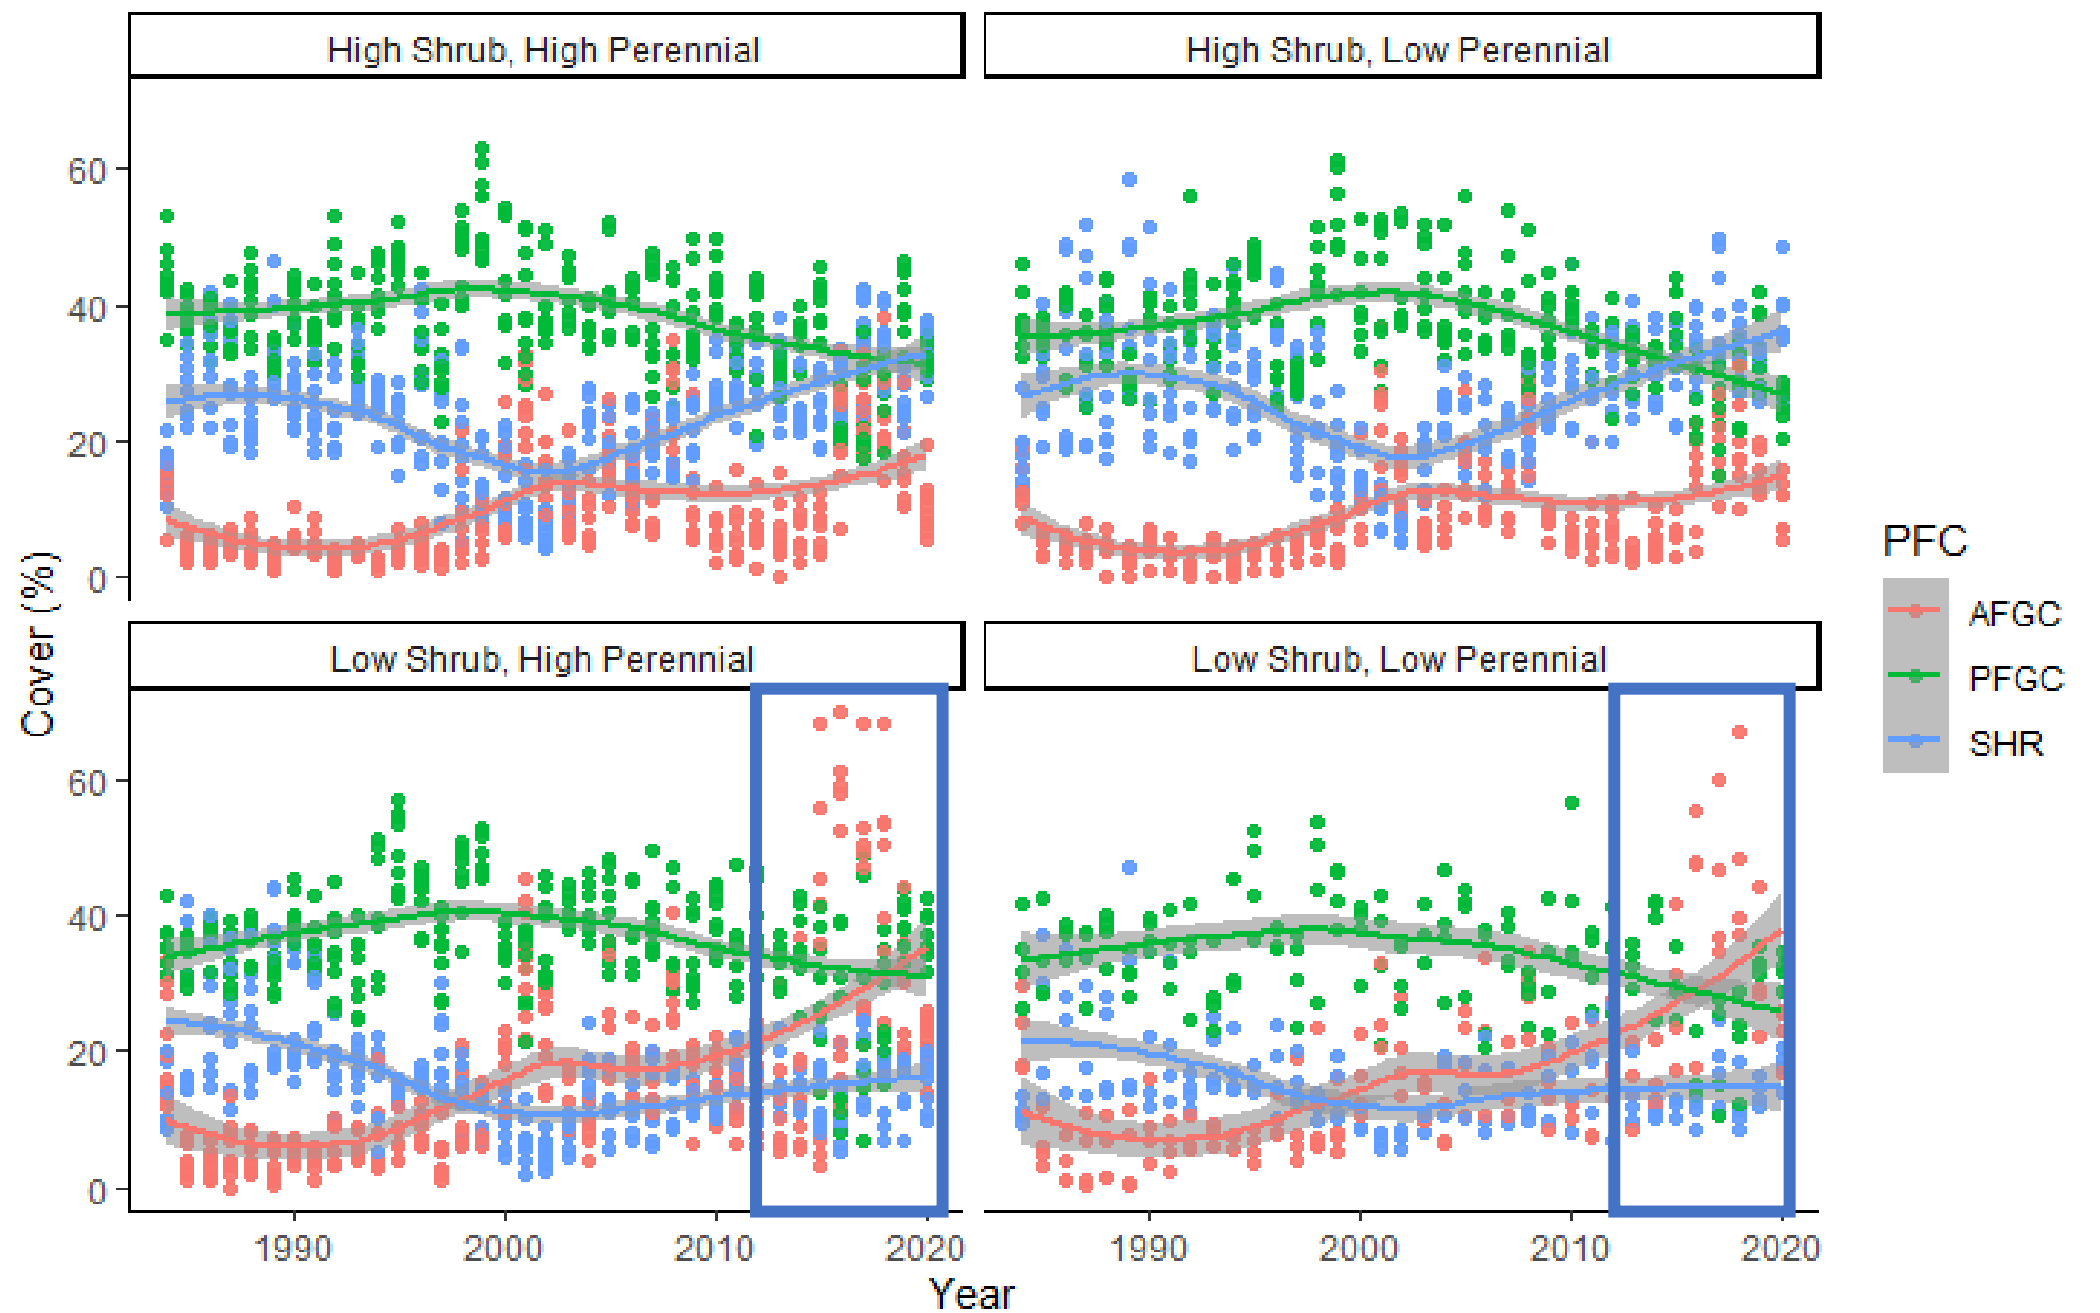 High Shrub, High Perennial
High Shrub, Low Perennial
60
40
20
0
Low Shrub, High Perennial
Low Shrub, Low Perennial
60
40
20
0
Cover (%)
1990
2000
2010
2020
1990
2000
2010
2020
Year
PFC
AFGC
PFGC
SHR